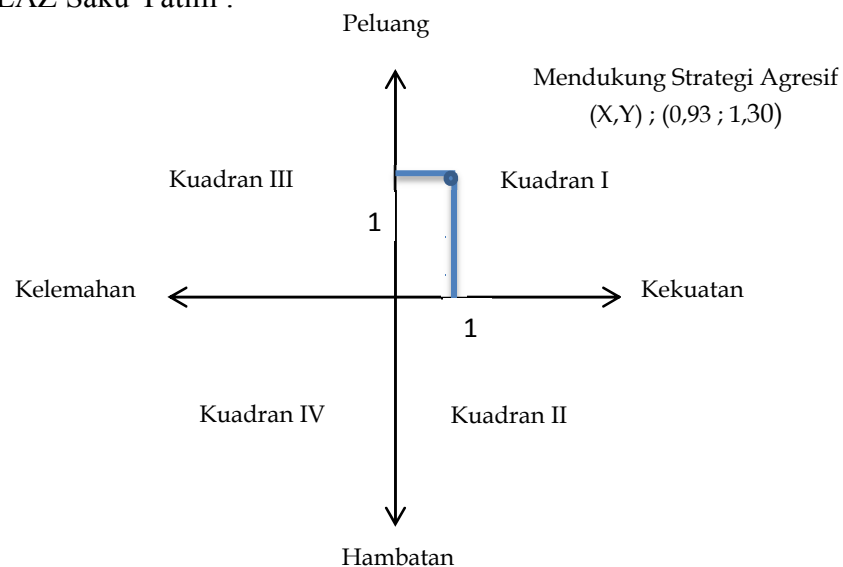 LAZ Saku Yatim :
Peluang
Mendukung Strategi Agresif
(X,Y) ; (0,93 ; 1,30)
Kuadran III
Kuadran I
1
Kelemahan
Kekuatan
1
Kuadran IV
Kuadran II
Hambatan